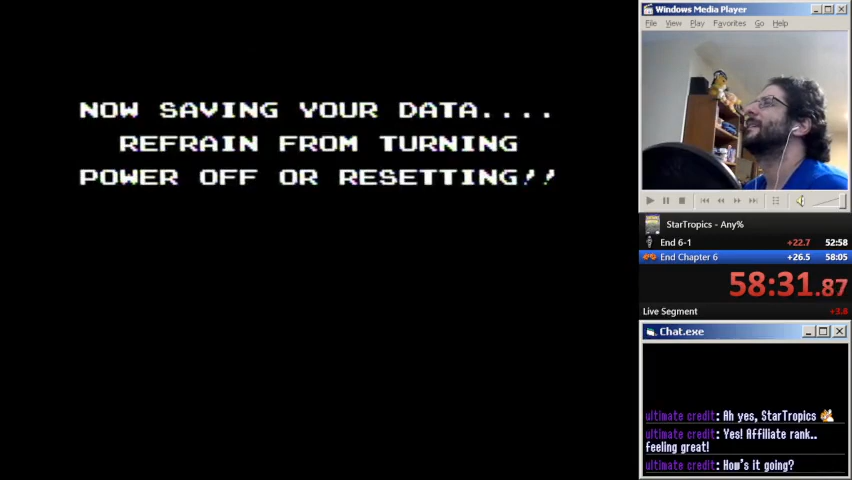 NOW SAVING YOUR DATA....
REFRAIN FROM TURNING
POWER OFF OR RESETTING!!
Windows Media Player
File View Play Favorites Go Help
StarTropics - Any%
End 6-1 +22.7 52:58
End Chapter 6 +26.5 58:05
58:31.87
Live Segment +3.8
Chat.exe
ultimate credit: Ah yes, StarTropics
ultimate credit: Yes! Affiliate rank..
feeling great!
ultimate credit: How's it going?